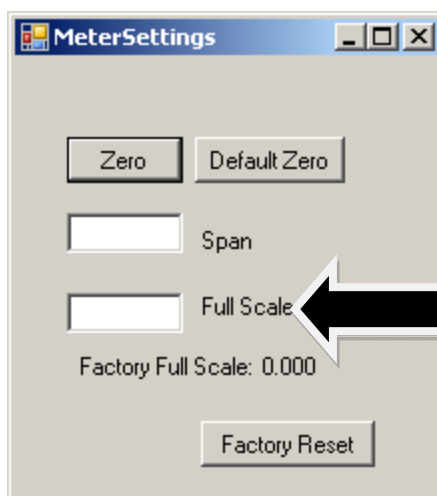 MeterSettings
Zero Default Zero
Span
Full Scale
Factory Full Scale: 0.000
Factory Reset